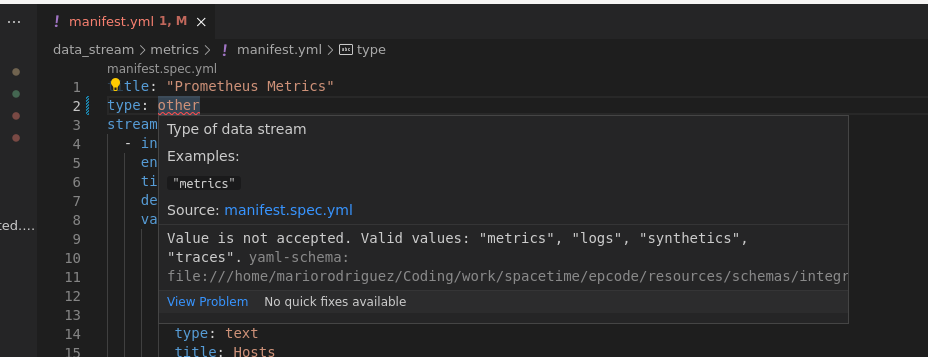 ...
! manifest.yml 1, M ×
data_stream > metrics > ! manifest.yml > abc type
manifest.spec.yml
1 title: "Prometheus Metrics"
2 type: other
3 stream
4 - in
5 en
6 ti
7 de
8 va
9
10
11
12
13
14 type: text
15 title: Hosts
ted....
Type of data stream
Examples:
"metrics"
Source: manifest.spec.yml
Value is not accepted. Valid values: "metrics", "logs", "synthetics",
"traces". yaml-schema:
file:///home/mariorodriguez/Coding/work/spacetime/epcode/resources/schemas/integr
View Problem No quick fixes available